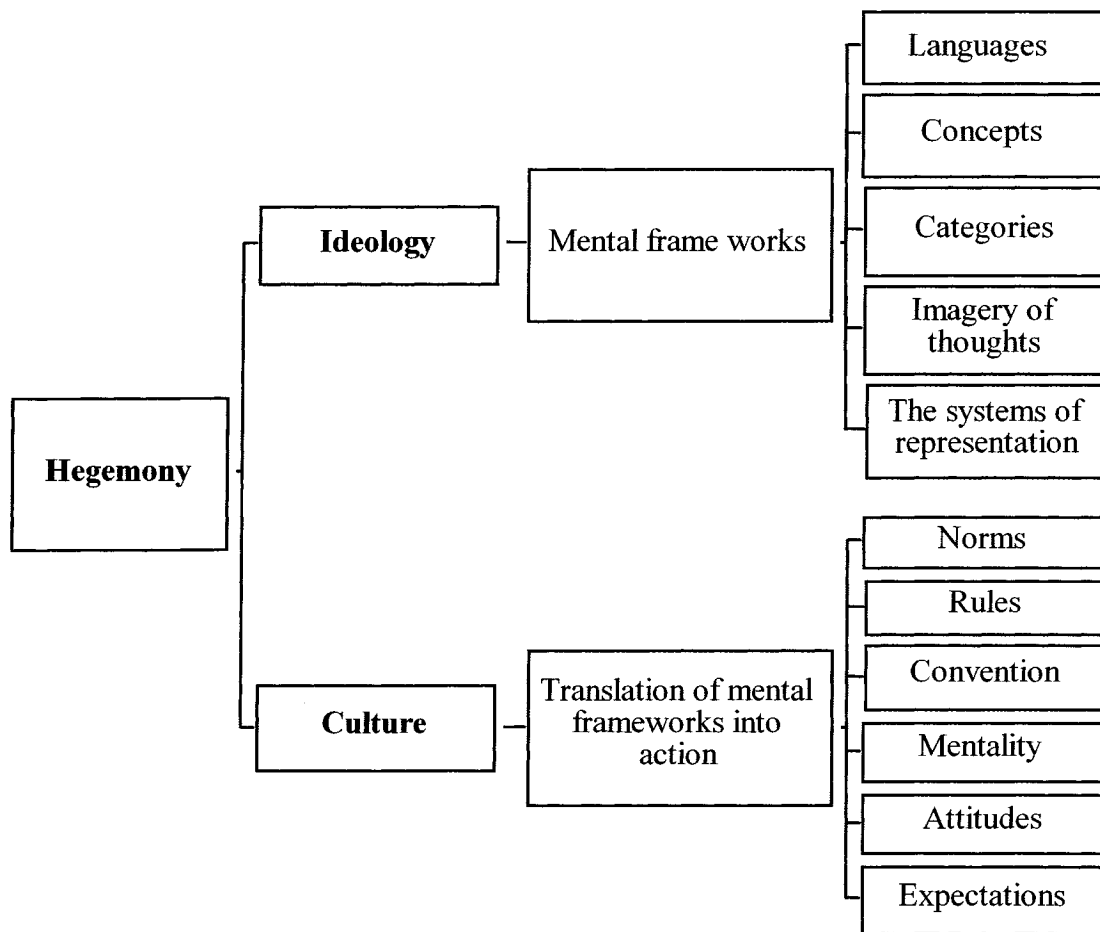 Hegemony
Ideology
Mental frame works
Languages
Concepts
Categories
Imagery of
thoughts
The systems of
representation
Culture
Translation of mental
frameworks into
action
Norms
Rules
Convention
Mentality
Attitudes
Expectations